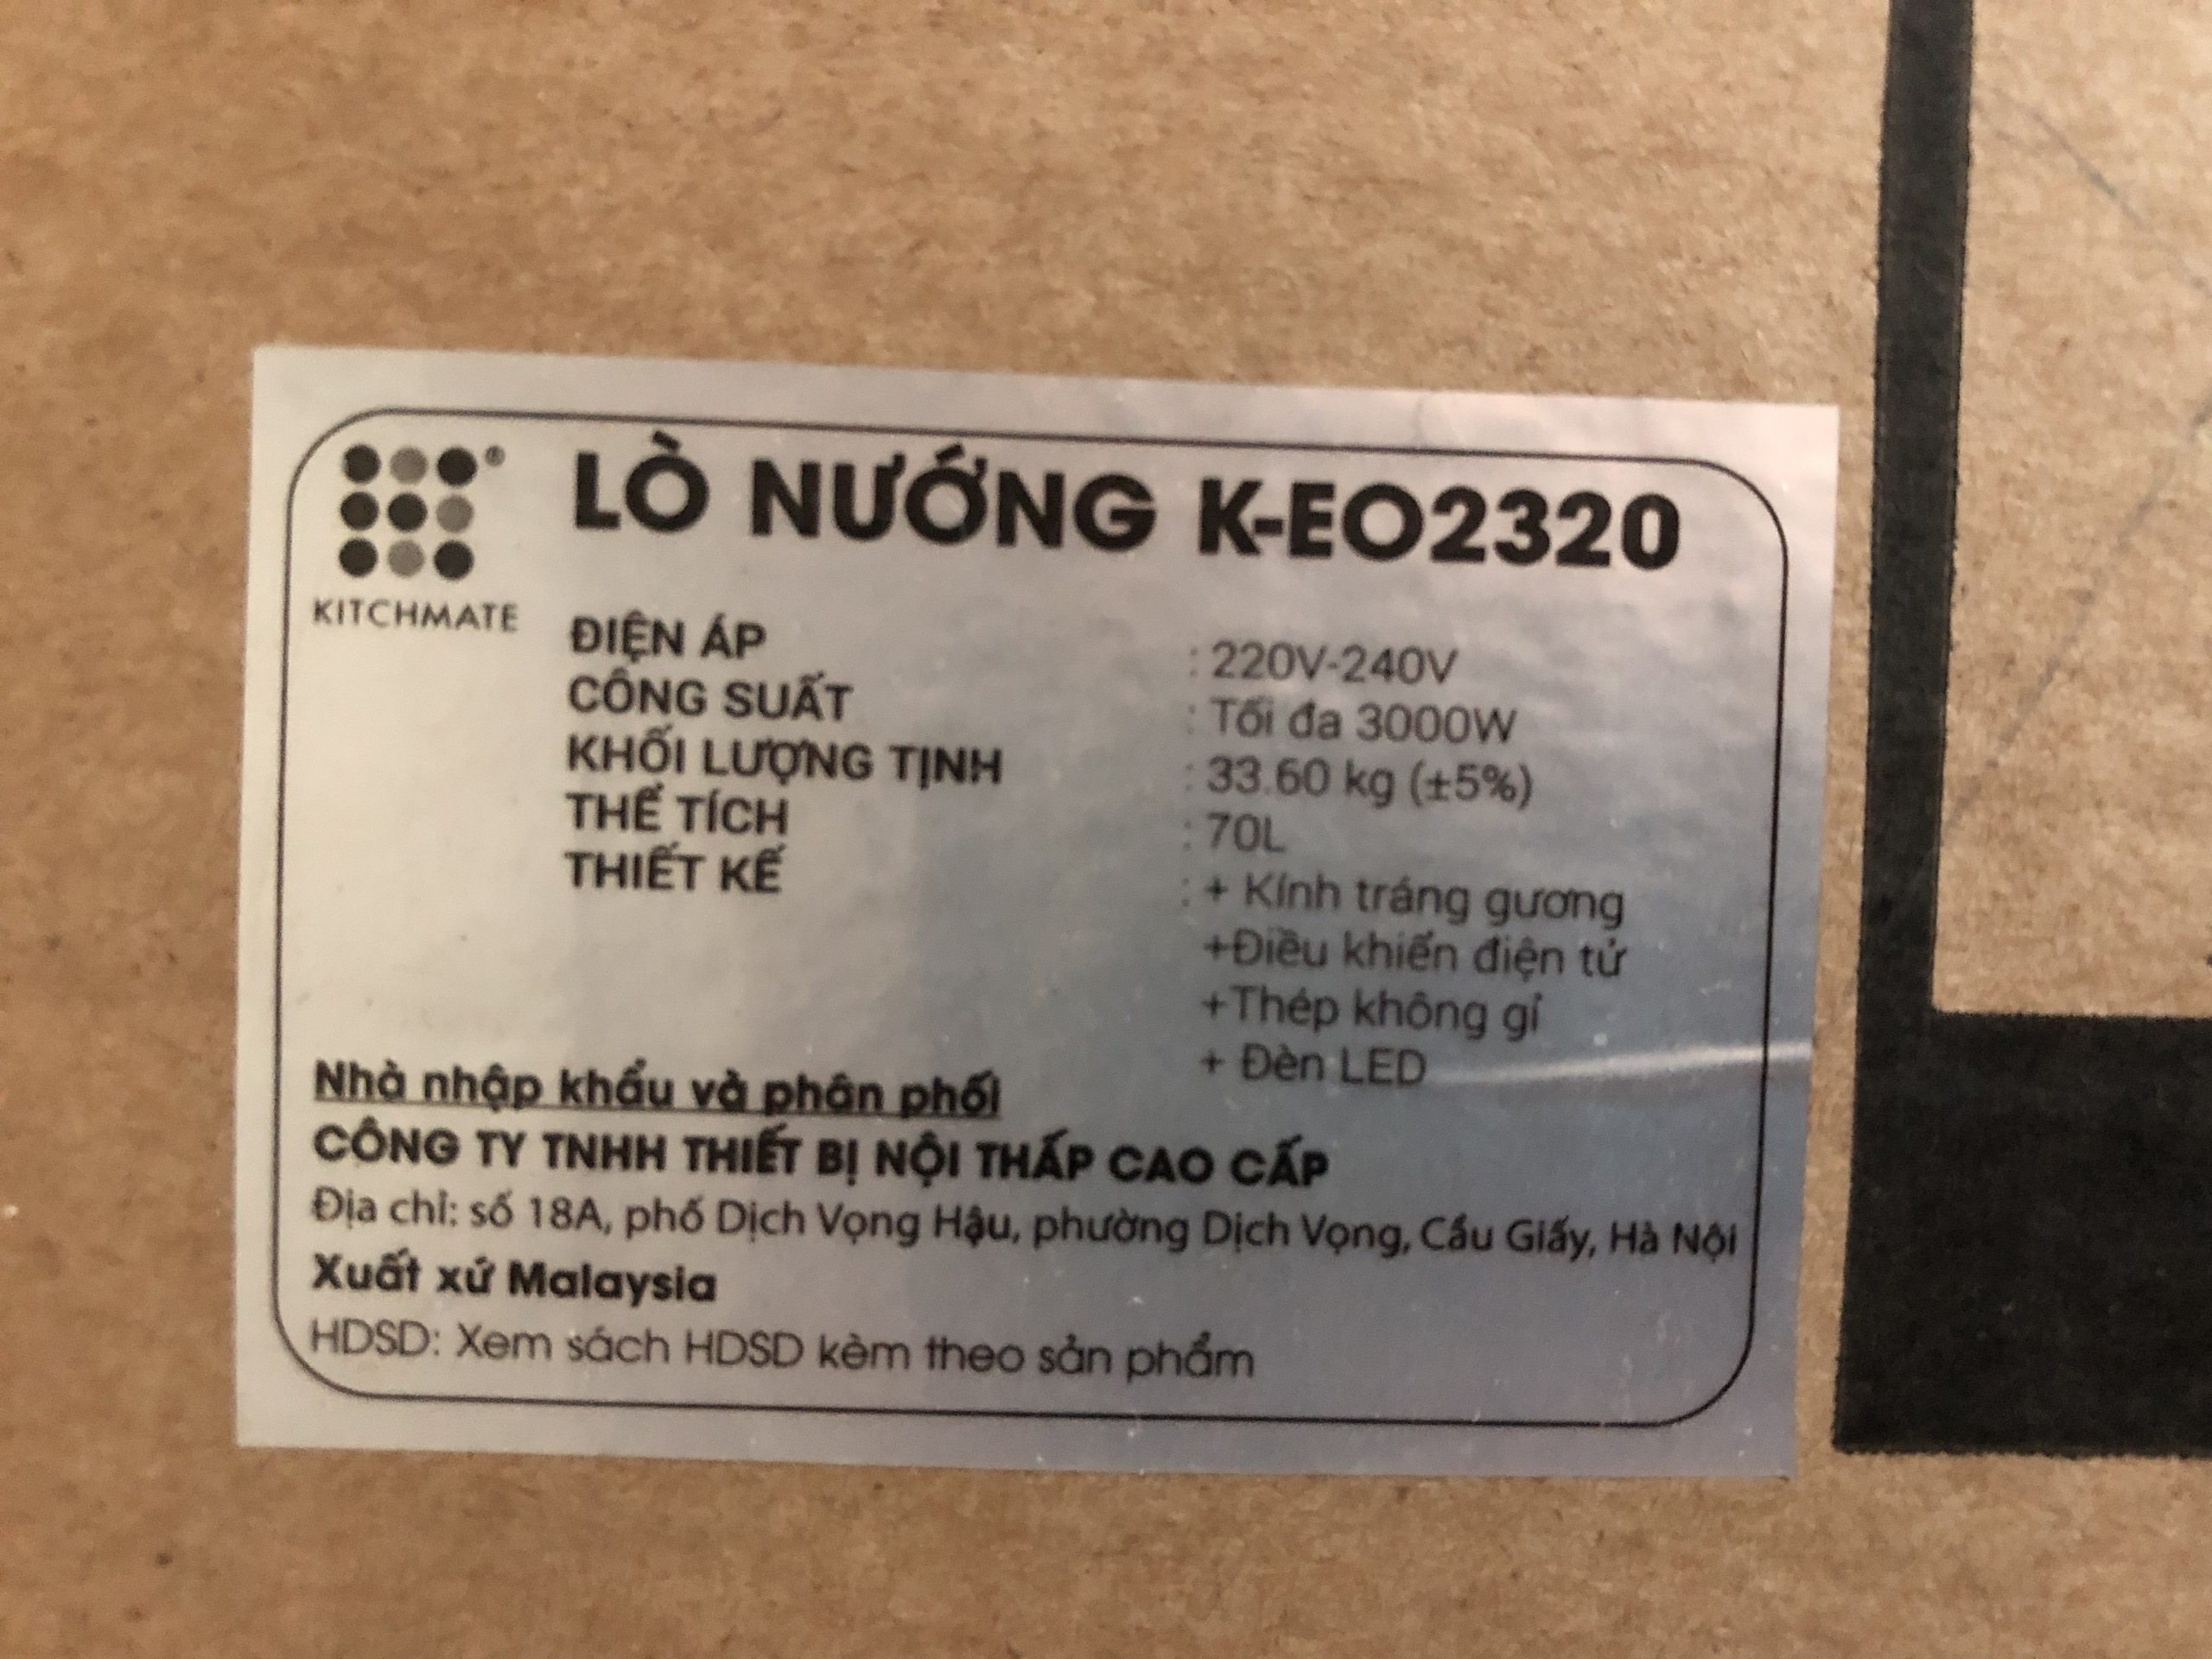 LÒ NƯỚNG K-EO2320
KITCHMATE
ĐIỆN ÁP : 220V-240V
CÔNG SUẤT : Tối đa 3000W
KHỐI LƯỢNG TỊNH : 33.60 kg (±5%)
THỂ TÍCH : 70L
THIẾT KẾ : + Kính tráng gương
+Điều khiển điện tử
+Thép không gỉ
+ Đèn LED
Nhà nhập khẩu và phân phối
CÔNG TY TNHH THIẾT BỊ NỘI THẤP CAO CẤP
Địa chỉ: số 18A, phố Dịch Vọng Hậu, phường Dịch Vọng, Cầu Giấy, Hà Nội
Xuất xứ Malaysia
HDSD: Xem sách HDSD kèm theo sản phẩm